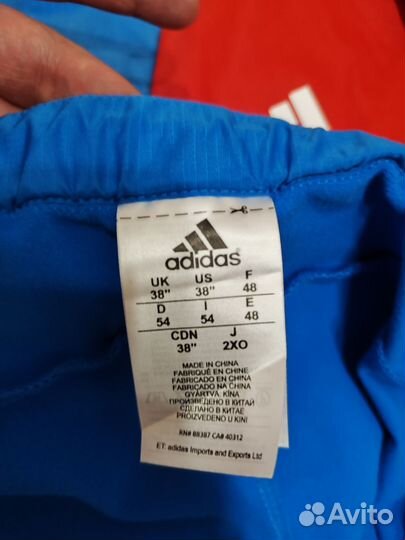 adidas
UK US F
38" 38" 48
D I E
54 54 48
CDN J
38" 2XO
MADE IN CHINA
FABRIQUÉ EN CHINE
FABRICADO EN CHINA
FABRICADO NA CHINA
GYÁRTVA: KÍNA
ПРОИЗВЕДЕНО В КИТАЙ
СДЕЛАНО В КИТАЕ
PROIZVEDENO U KINI
RN# 88387 CA# 40312
ET: adidas Imports and Exports Ltd
Avito